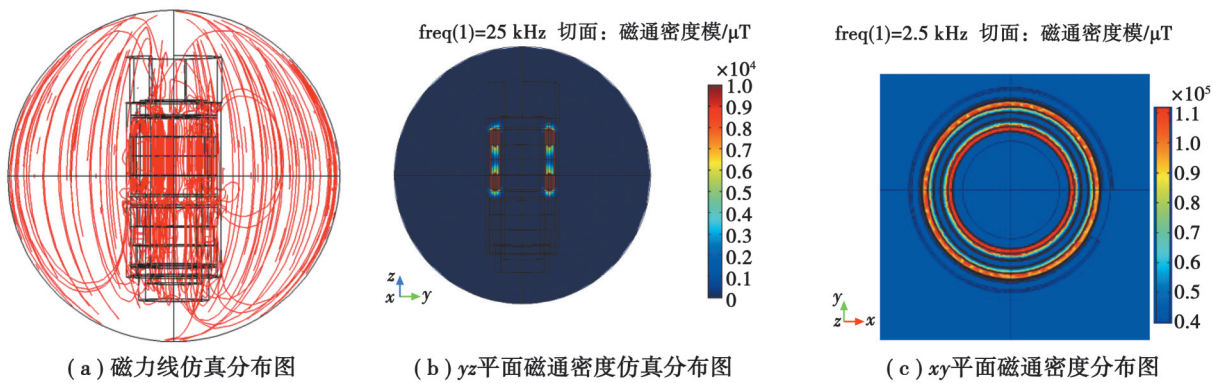 freq(1)=25 kHz 切面：磁通密度模/μT
×10⁴
1.0
0.9
0.8
0.7
0.6
0.5
0.4
0.3
0.2
0.1
0
z
x
y
freq(1)=2.5 kHz 切面：磁通密度模/μT
×10⁵
1.1
1.0
0.9
0.8
0.7
0.6
0.5
0.4
y
z
x
(a)磁力线仿真分布图
(b)yz平面磁通密度仿真分布图
(c)xy平面磁通密度分布图